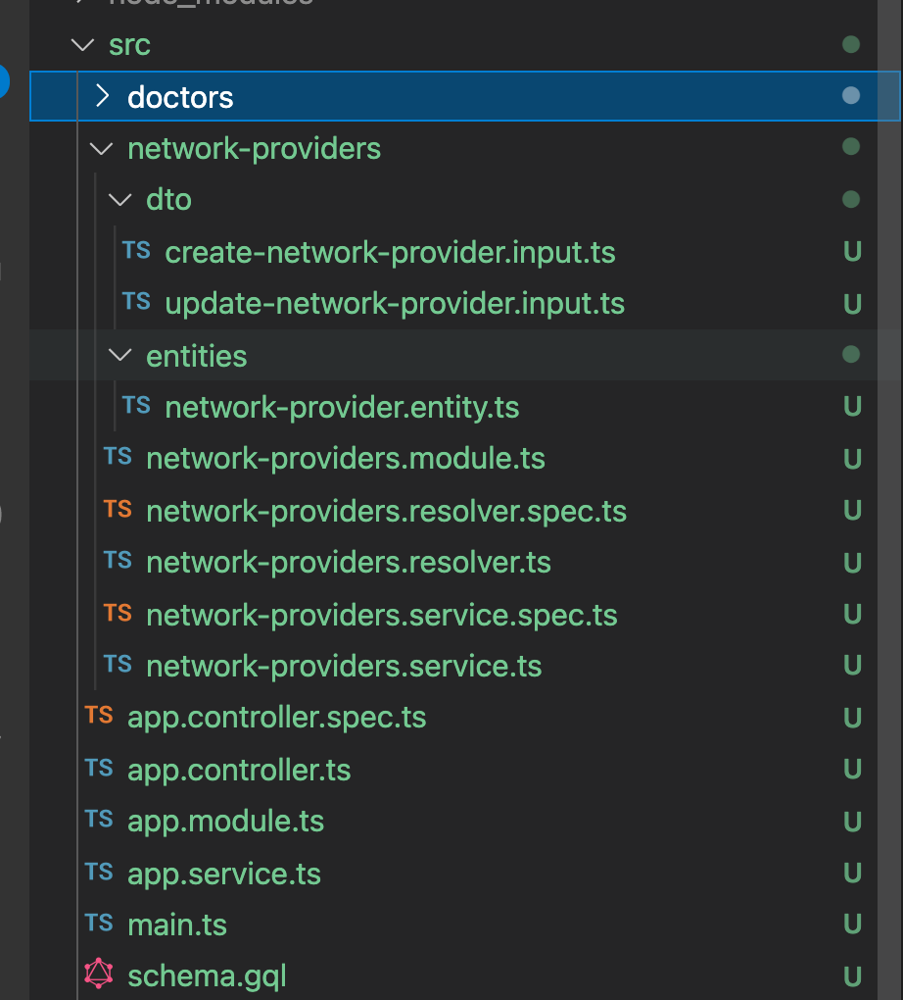 node_modules
src
doctors
network-providers
dto
TS create-network-provider.input.ts U
TS update-network-provider.input.ts U
entities
TS network-provider.entity.ts U
TS network-providers.module.ts U
TS network-providers.resolver.spec.ts U
TS network-providers.resolver.ts U
TS network-providers.service.spec.ts U
TS network-providers.service.ts U
TS app.controller.spec.ts U
TS app.controller.ts U
TS app.module.ts U
TS app.service.ts U
TS main.ts U
schema.gql U